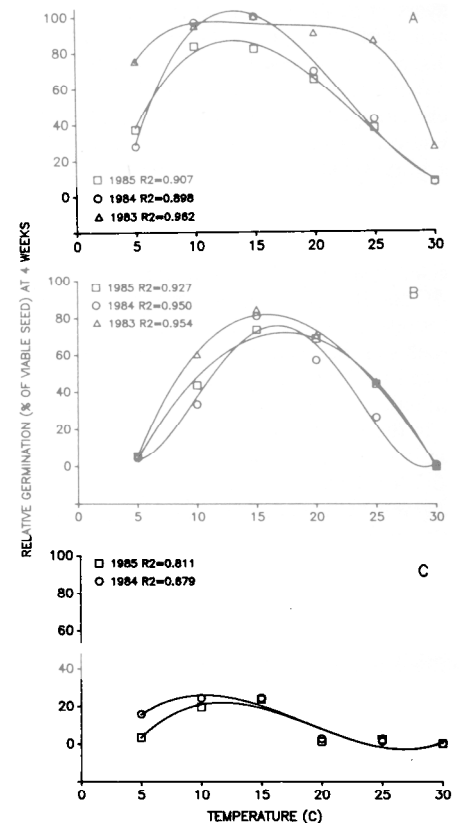 RELATIVE GERMINATION (% OF VIABLE SEED) AT 4 WEEKS
A
100
80
60
40
20
0
□ 1985 R2=0.907
○ 1984 R2=0.898
△ 1983 R2=0.982
0 5 10 15 20 25 30
B
100
80
60
40
20
0
□ 1985 R2=0.927
○ 1984 R2=0.950
△ 1983 R2=0.954
0 5 10 15 20 25 30
C
100
80
60
40
20
0
□ 1985 R2=0.811
○ 1984 R2=0.879
0 5 10 15 20 25 30
TEMPERATURE (C)